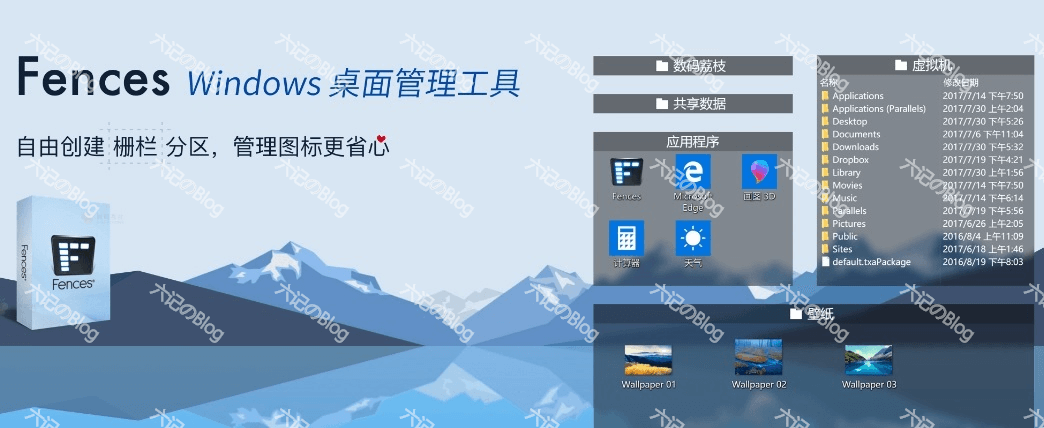 Fences Windows 桌面管理工具
自由创建 栅栏 分区，管理图标更省心
Fences
Fences
数码荔枝
共享数据
应用程序
Fences
Microsoft Edge
画图 3D
计算器
天气
虚拟机
名称 修改日期
Applications 2017/7/14 下午7:50
Applications (Parallels) 2017/7/30 上午2:04
Desktop 2017/7/30 下午5:26
Documents 2017/7/6 下午11:04
Downloads 2017/7/30 下午5:32
Dropbox 2017/7/19 下午4:21
Library 2017/7/30 上午1:56
Movies 2017/7/14 下午7:50
Music 2017/7/14 下午6:14
Parallels 2017/7/19 下午5:56
Pictures 2017/6/26 上午2:05
Public 2016/8/4 上午11:09
Sites 2017/6/18 上午1:46
default.txaPackage 2016/8/19 下午8:03
壁纸
Wallpaper 01
Wallpaper 02
Wallpaper 03
大记のBlog